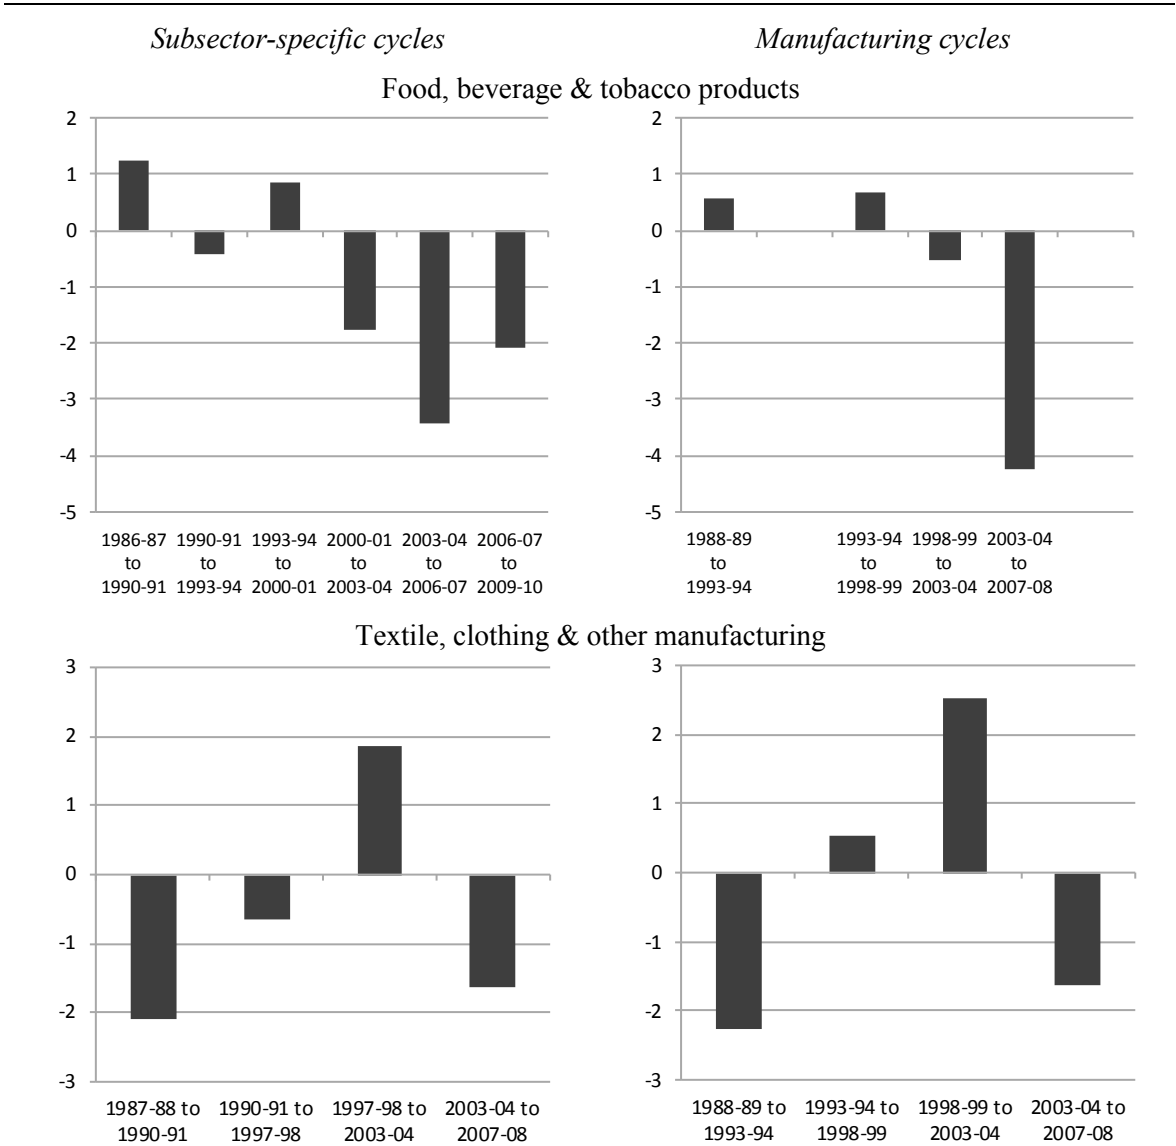 Subsector-specific cycles
Manufacturing cycles
Food, beverage & tobacco products
2
1
0
-1
-2
-3
-4
-5
1986-87 1990-91 1993-94 2000-01 2003-04 2006-07
to to to to to to
1990-91 1993-94 2000-01 2003-04 2006-07 2009-10
2
1
0
-1
-2
-3
-4
-5
1988-89 1993-94 1998-99 2003-04
to to to to
1993-94 1998-99 2003-04 2007-08
Textile, clothing & other manufacturing
3
2
1
0
-1
-2
-3
1987-88 to 1990-91 to 1997-98 to 2003-04 to
1990-91 1997-98 2003-04 2007-08
3
2
1
0
-1
-2
-3
1988-89 to 1993-94 to 1998-99 to 2003-04 to
1993-94 1998-99 2003-04 2007-08